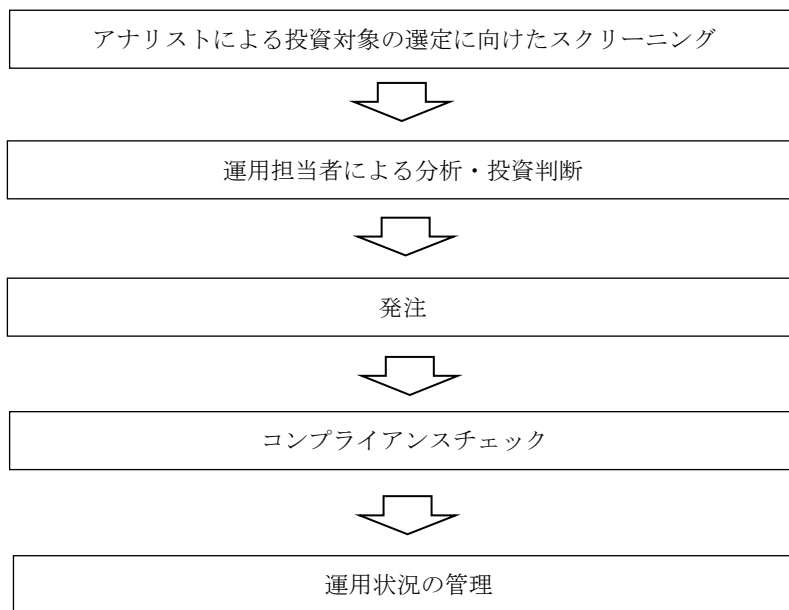 アナリストによる投資対象の選定に向けたスクリーニング
運用担当者による分析・投資判断
発注
コンプライアンスチェック
運用状況の管理